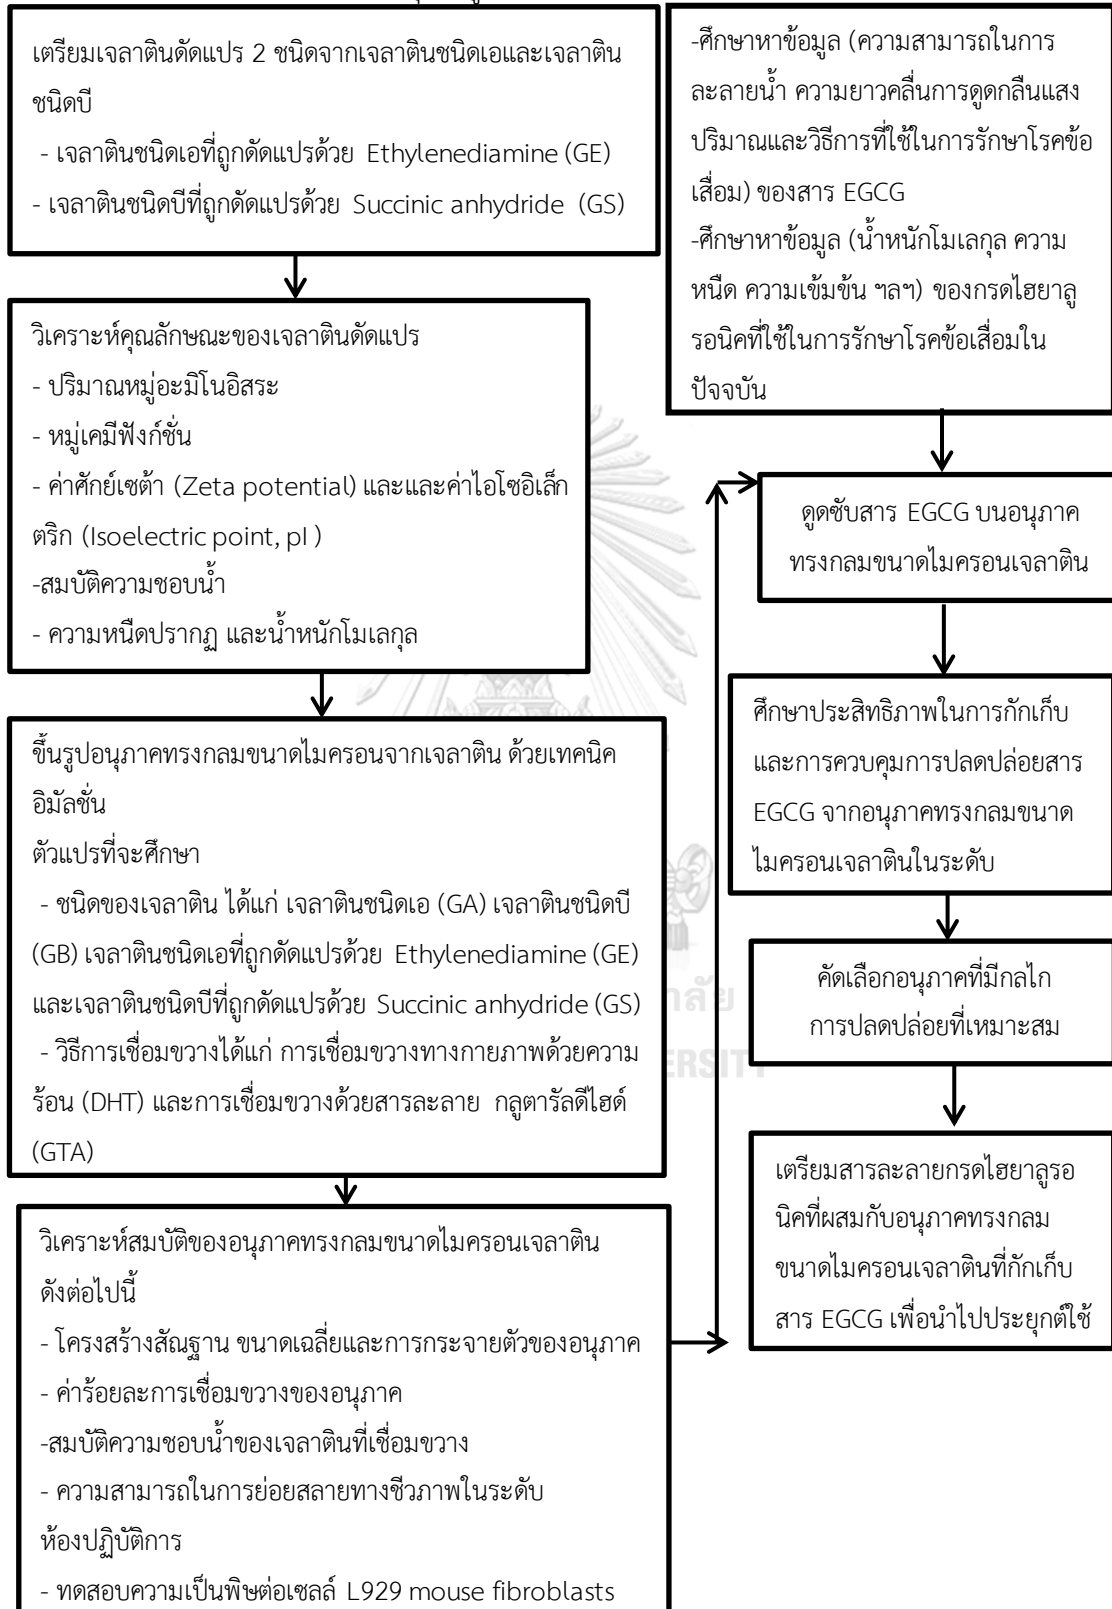 เตรียมเจลาตินดัดแปร 2 ชนิดจากเจลาตินชนิดเอและเจลาติน
ชนิดบี
- เจลาตินชนิดเอที่ถูกดัดแปรด้วย Ethylenediamine (GE)
- เจลาตินชนิดบีที่ถูกดัดแปรด้วย Succinic anhydride (GS)
วิเคราะห์คุณลักษณะของเจลาตินดัดแปร
- ปริมาณหมู่อะมิโนอิสระ
- หมู่เคมีฟังก์ชั่น
- ค่าศักย์เซต้า (Zeta potential) และและค่าไอโซอิเล็ก
ตริก (Isoelectric point, pI )
-สมบัติความชอบน้ำ
- ความหนืดปรากฏ และน้ำหนักโมเลกุล
ขึ้นรูปอนุภาคทรงกลมขนาดไมครอนจากเจลาติน ด้วยเทคนิค
อิมัลชั่น
ตัวแปรที่จะศึกษา
- ชนิดของเจลาติน ได้แก่ เจลาตินชนิดเอ (GA) เจลาตินชนิดบี
(GB) เจลาตินชนิดเอที่ถูกดัดแปรด้วย Ethylenediamine (GE)
และเจลาตินชนิดบีที่ถูกดัดแปรด้วย Succinic anhydride (GS)
- วิธีการเชื่อมขวางได้แก่ การเชื่อมขวางทางกายภาพด้วยความ
ร้อน (DHT) และการเชื่อมขวางด้วยสารละลาย กลูตารัลดีไฮด์
(GTA)
วิเคราะห์สมบัติของอนุภาคทรงกลมขนาดไมครอนเจลาติน
ดังต่อไปนี้
- โครงสร้างสัณฐาน ขนาดเฉลี่ยและการกระจายตัวของอนุภาค
- ค่าร้อยละการเชื่อมขวางของอนุภาค
-สมบัติความชอบน้ำของเจลาตินที่เชื่อมขวาง
- ความสามารถในการย่อยสลายทางชีวภาพในระดับ
ห้องปฏิบัติการ
- ทดสอบความเป็นพิษต่อเซลล์ L929 mouse fibroblasts
-ศึกษาหาข้อมูล (ความสามารถในการ
ละลายน้ำ ความยาวคลื่นการดูดกลืนแสง
ปริมาณและวิธีการที่ใช้ในการรักษาโรคข้อ
เสื่อม) ของสาร EGCG
-ศึกษาหาข้อมูล (น้ำหนักโมเลกุล ความ
หนืด ความเข้มข้น ฯลฯ) ของกรดไฮยาลู
รอนิคที่ใช้ในการรักษาโรคข้อเสื่อมใน
ปัจจบัน
ดูดซับสาร EGCG บนอนุภาค
ทรงกลมขนาดไมครอนเจลาติน
ศึกษาประสิทธิภาพในการกักเก็บ
และการควบคุมการปลดปล่อยสาร
EGCG จากอนุภาคทรงกลมขนาด
ไมครอนเจลาตินในระดับ
คัดเลือกอนุภาคที่มีกลไก
การปลดปล่อยที่เหมาะสม
เตรียมสารละลายกรดไฮยาลูรอ
นิคที่ผสมกับอนุภาคทรงกลม
ขนาดไมครอนเจลาตินที่กักเก็บ
สาร EGCG เพื่อนำไปประยุกต์ใช้